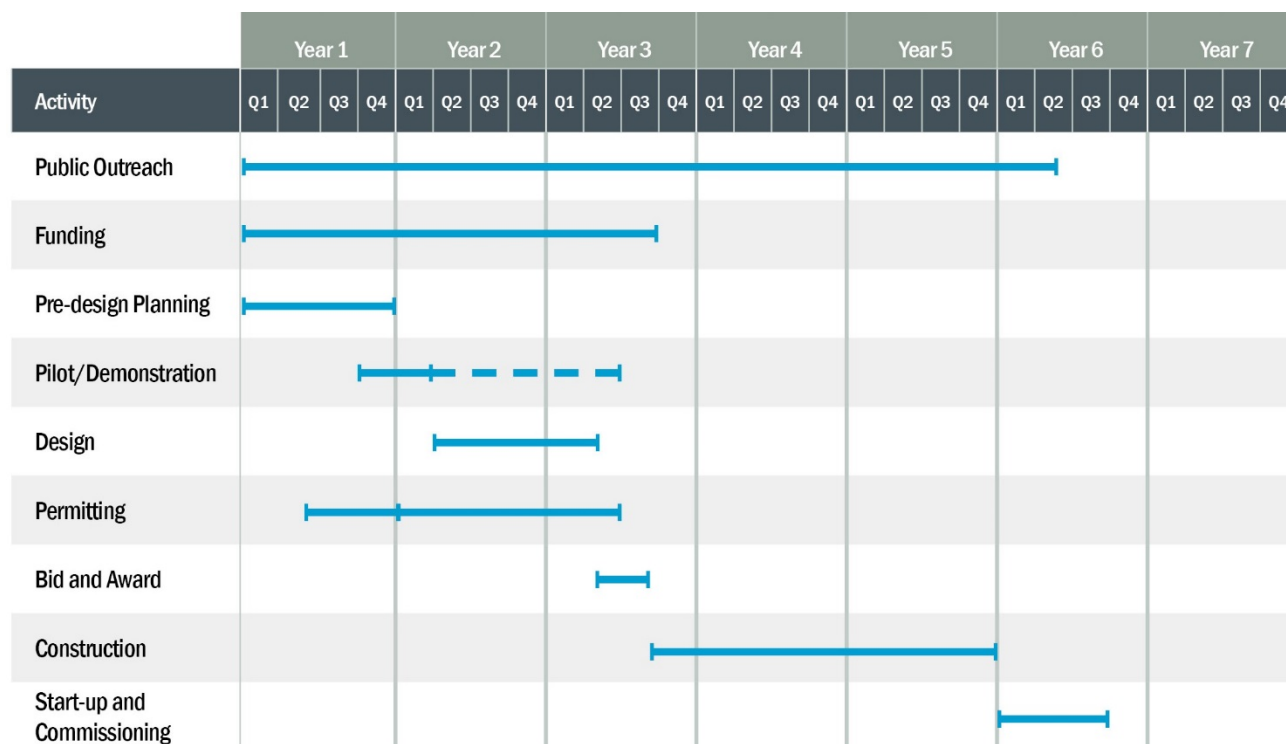 Year 1 Year 2 Year 3 Year 4 Year 5 Year 6 Year 7
Activity Q1 Q2 Q3 Q4 Q1 Q2 Q3 Q4 Q1 Q2 Q3 Q4 Q1 Q2 Q3 Q4 Q1 Q2 Q3 Q4 Q1 Q2 Q3 Q4 Q1 Q2 Q3 Q4
Public Outreach
Funding
Pre-design Planning
Pilot/Demonstration
Design
Permitting
Bid and Award
Construction
Start-up and
Commissioning